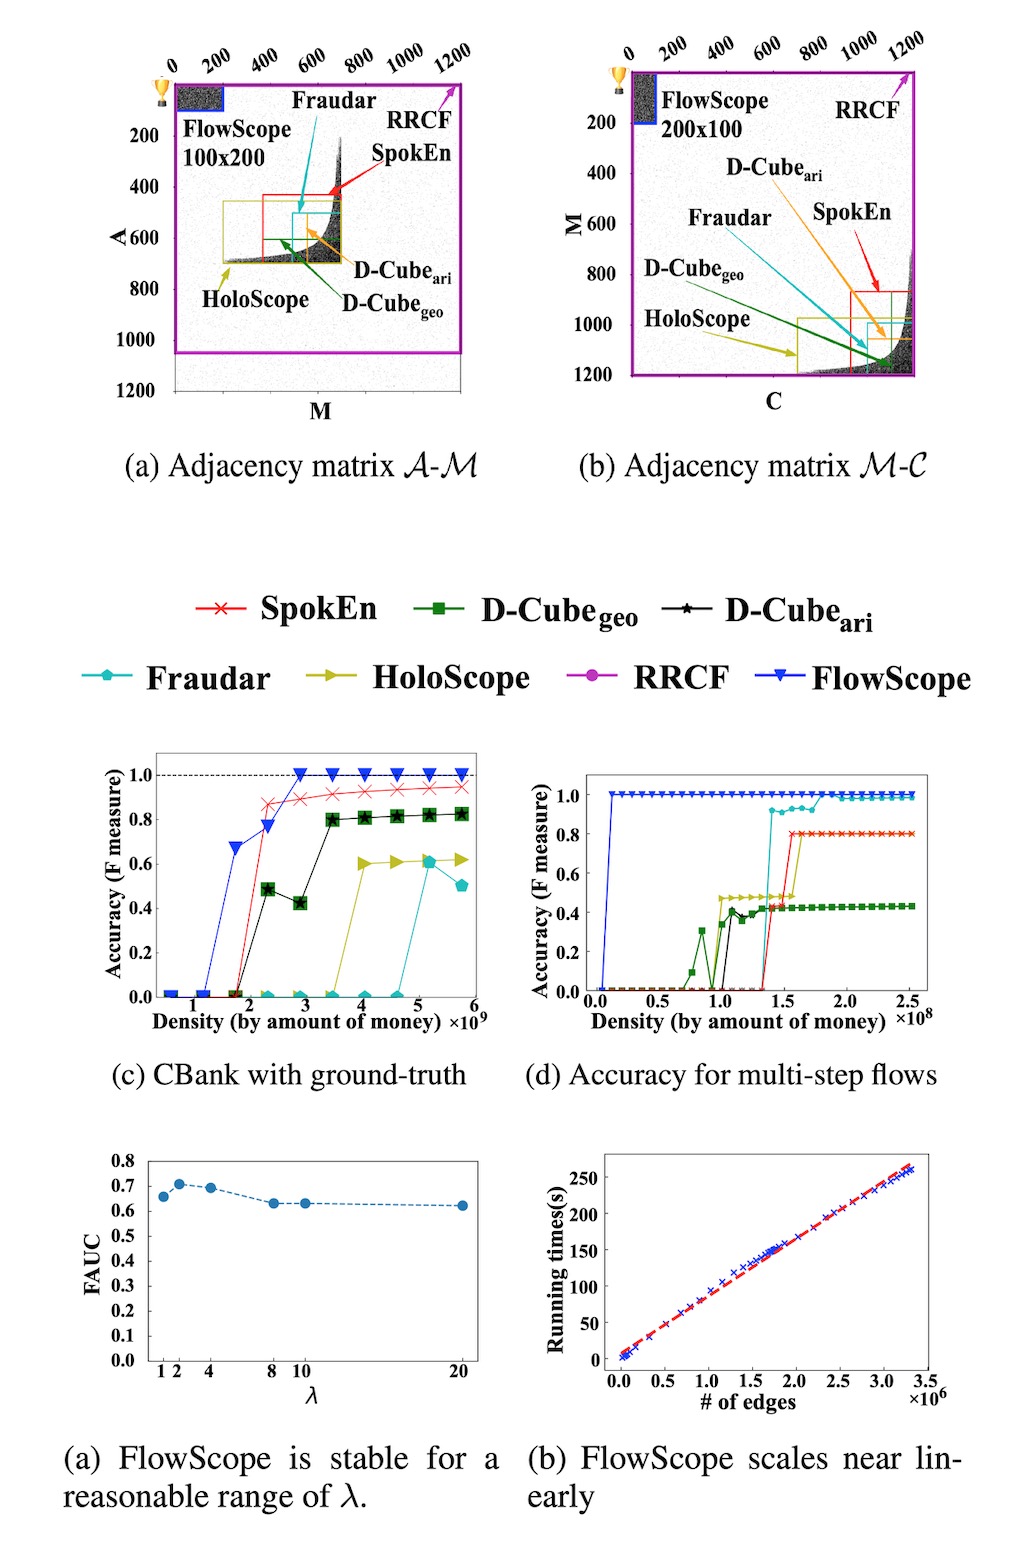 0 200 400 600 800 1000 1200
Fraudar
RRCF
FlowScope
100x200
SpokEn
D-Cubeari
HoloScope
D-Cubegeo
200
400
600
800
1000
1200
A
M
(a) Adjacency matrix 𝒜-ℳ
0 200 400 600 800 1000 1200
FlowScope
200x100
RRCF
D-Cubeari
Fraudar
SpokEn
D-Cubegeo
HoloScope
200
400
600
800
1000
1200
M
C
(b) Adjacency matrix ℳ-𝒞
SpokEn D-Cubegeo D-Cubeari
Fraudar HoloScope RRCF FlowScope
Accuracy (F measure)
1.0
0.8
0.6
0.4
0.2
0.0
1 2 3 4 5 6
Density (by amount of money) ×10⁹
(c) CBank with ground-truth
Accuracy (F measure)
1.0
0.8
0.6
0.4
0.2
0.0
0.0 0.5 1.0 1.5 2.0 2.5
Density (by amount of money) ×10⁸
(d) Accuracy for multi-step flows
FAUC
0.8
0.7
0.6
0.5
0.4
0.3
0.2
0.1
0.0
1 2 4 8 10 20
λ
(a) FlowScope is stable for a
reasonable range of λ.
Running times(s)
250
200
150
100
50
0
0.0 0.5 1.0 1.5 2.0 2.5 3.0 3.5
# of edges ×10⁶
(b) FlowScope scales near lin-
early